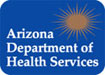 Arizona
Department of
Health Services